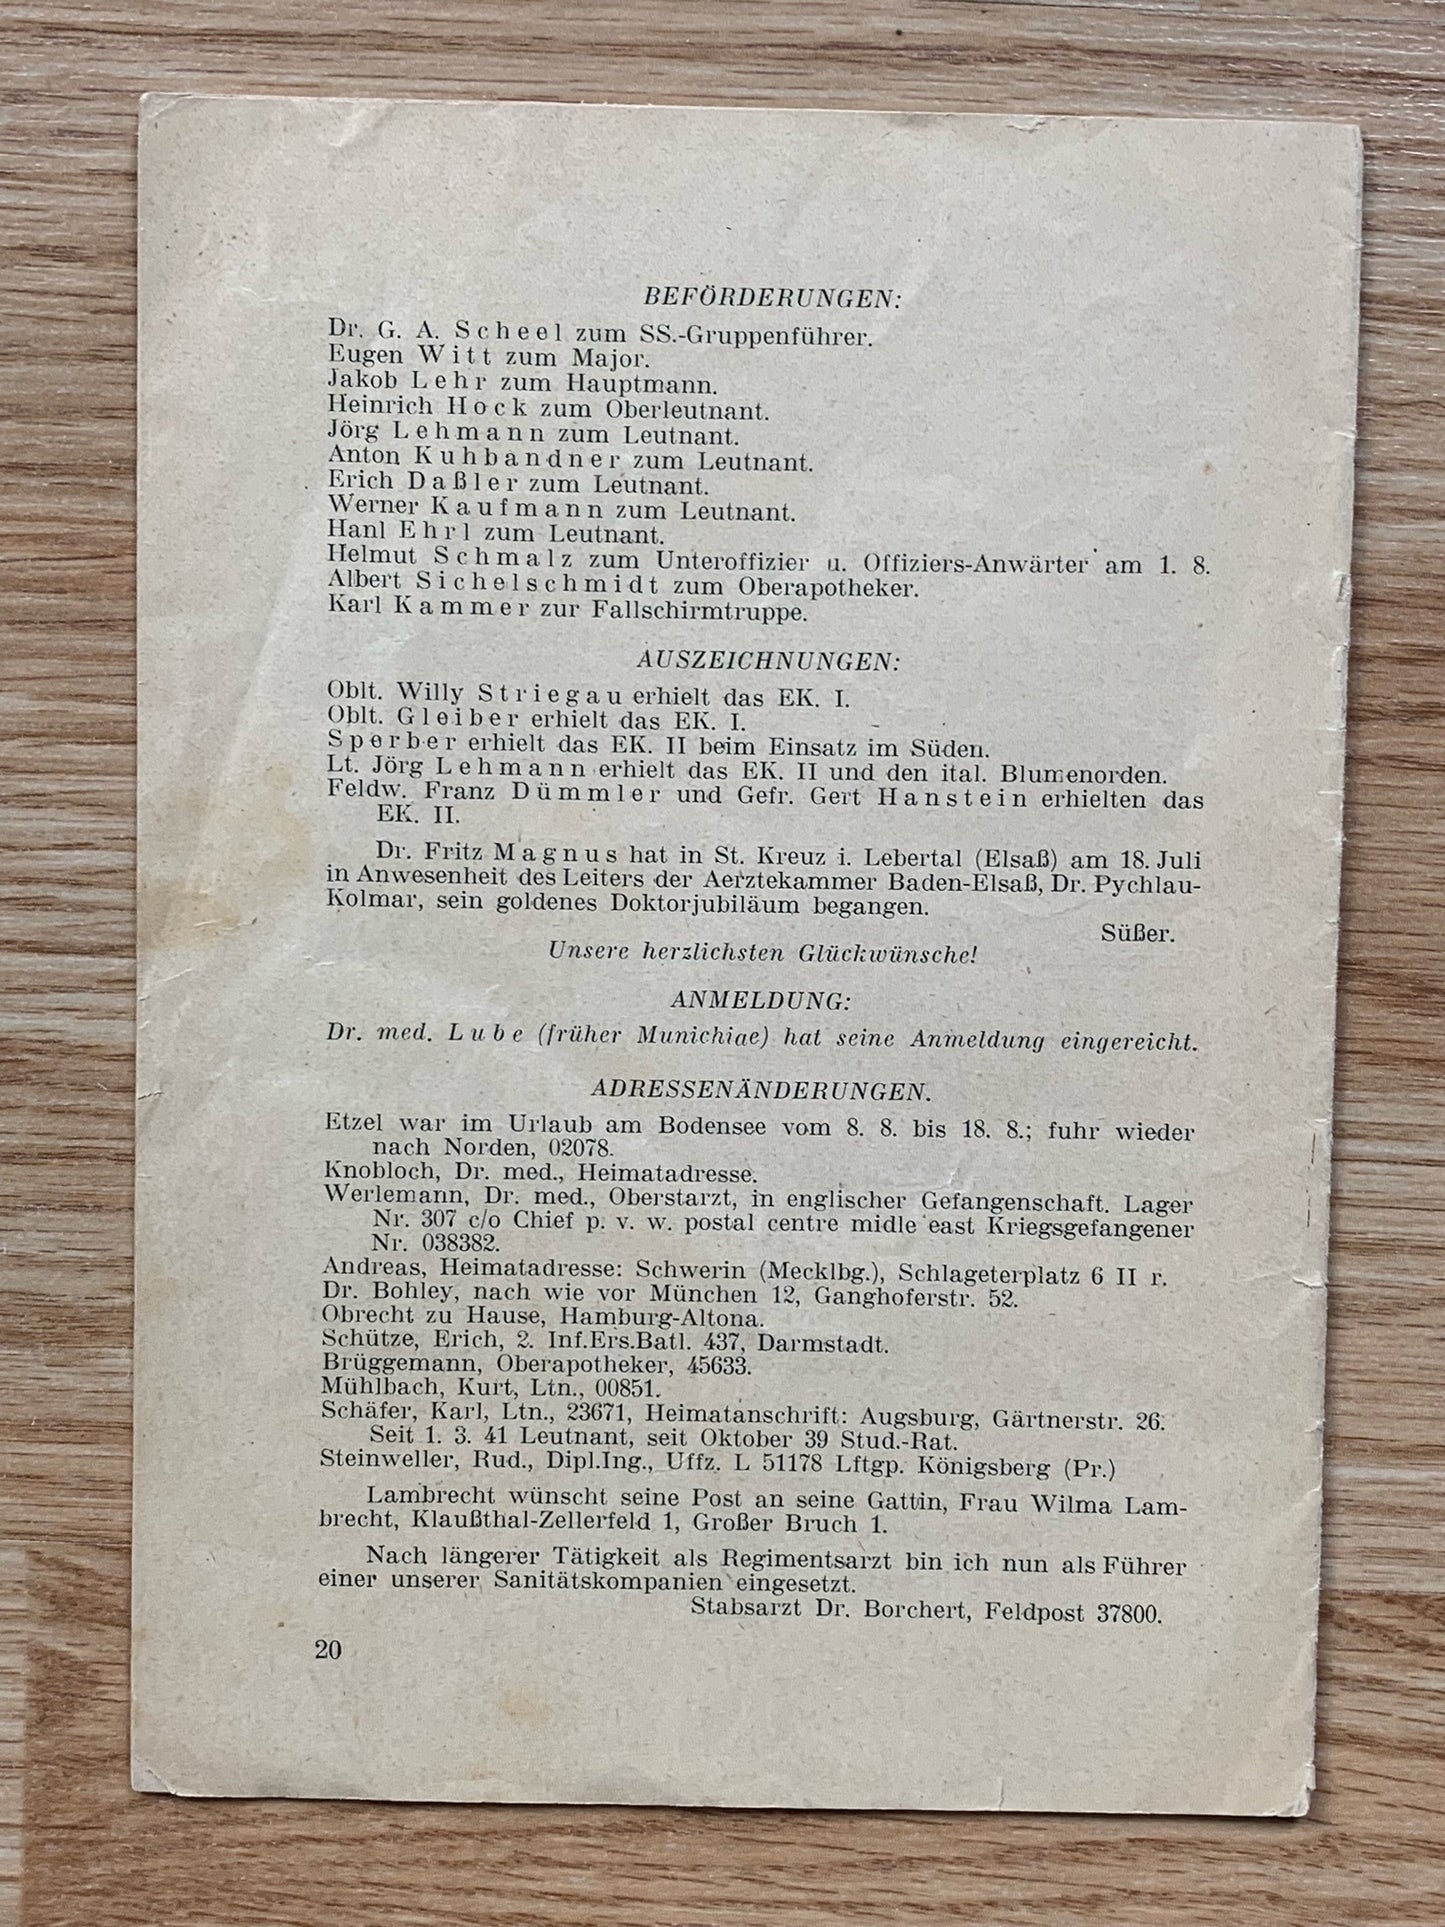 BEFÖRDERUNGEN:
Dr. G. A. Scheel zum SS.-Gruppenführer.
Eugen Witt zum Major.
Jakob Lehr zum Hauptmann.
Heinrich Hock zum Oberleutnant.
Jörg Lehmann zum Leutnant.
Anton Kuhbandner zum Leutnant.
Erich Daßler zum Leutnant.
Werner Kaufmann zum Leutnant.
Hanl Ehrl zum Leutnant.
Helmut Schmalz zum Unteroffizier u. Offiziers-Anwärter am 1. 8.
Albert Sichelschmidt zum Oberapotheker.
Karl Kammer zur Fallschirmtruppe.
AUSZEICHNUNGEN:
Oblt. Willy Striegau erhielt das EK. I.
Oblt. Gleiber erhielt das EK. I.
Sperber erhielt das EK. II beim Einsatz im Süden.
Lt. Jörg Lehmann erhielt das EK. II und den ital. Blumenorden.
Feldw. Franz Dümmler und Gefr. Gert Hanstein erhielten das
EK. II.
Dr. Fritz Magnus hat in St. Kreuz i. Lebertal (Elsaß) am 18. Juli
in Anwesenheit des Leiters der Aerztekammer Baden-Elsaß, Dr. Pychlau-
Kolmar, sein goldenes Doktorjubiläum begangen.
Süßer.
Unsere herzlichsten Glückwünsche!
ANMELDUNG:
Dr. med. Lube (früher Munichiae) hat seine Anmeldung eingereicht.
ADRESSENÄNDERUNGEN.
Etzel war im Urlaub am Bodensee vom 8. 8. bis 18. 8.; fuhr wieder
nach Norden, 02078.
Knobloch, Dr. med., Heimatadresse.
Werlemann, Dr. med., Oberstarzt, in englischer Gefangenschaft. Lager
Nr. 307 c/o Chief p. v. w. postal centre midle east Kriegsgefangener
Nr. 038382.
Andreas, Heimatadresse: Schwerin (Mecklbg.), Schlageterplatz 6 II r.
Dr. Bohley, nach wie vor München 12, Ganghoferstr. 52.
Obrecht zu Hause, Hamburg-Altona.
Schütze, Erich, 2. Inf.Ers.Batl. 437, Darmstadt.
Brüggemann, Oberapotheker, 45633.
Mühlbach, Kurt, Ltn., 00851.
Schäfer, Karl, Ltn., 23671, Heimatanschrift: Augsburg, Gärtnerstr. 26.
Seit 1. 3. 41 Leutnant, seit Oktober 39 Stud.-Rat.
Steinweller, Rud., Dipl.Ing., Uffz. L 51178 Lftgp. Königsberg (Pr.)
Lambrecht wünscht seine Post an seine Gattin, Frau Wilma Lam-
brecht, Klaußthal-Zellerfeld 1, Großer Bruch 1.
Nach längerer Tätigkeit als Regimentsarzt bin ich nun als Führer
einer unserer Sanitätskompanien eingesetzt.
Stabsarzt Dr. Borchert, Feldpost 37800.
20